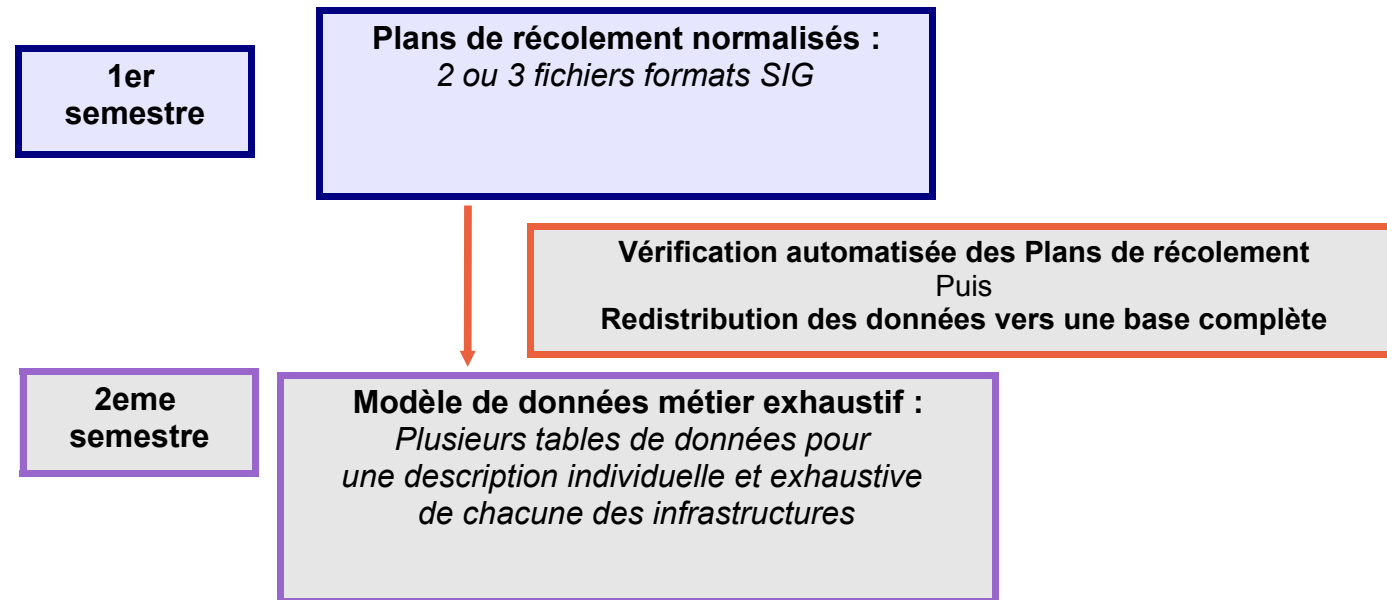 1er
semestre
Plans de récolement normalisés :
2 ou 3 fichiers formats SIG
Vérification automatisée des Plans de récolement
Puis
Redistribution des données vers une base complète
2eme
semestre
Modèle de données métier exhaustif :
Plusieurs tables de données pour
une description individuelle et exhaustive
de chacune des infrastructures